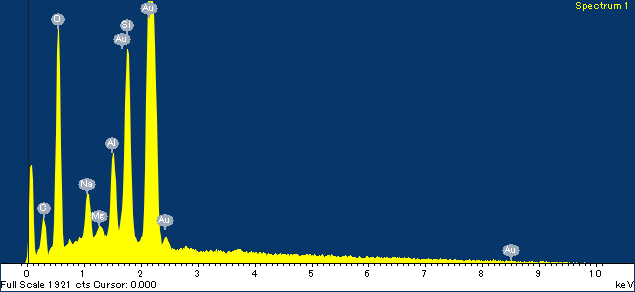 Spectrum 1
Au
O
Si
Au
Al
Na
Mg
Au
Au
0 1 2 3 4 5 6 7 8 9 10
Full Scale 1921 cts Cursor: 0.000 keV